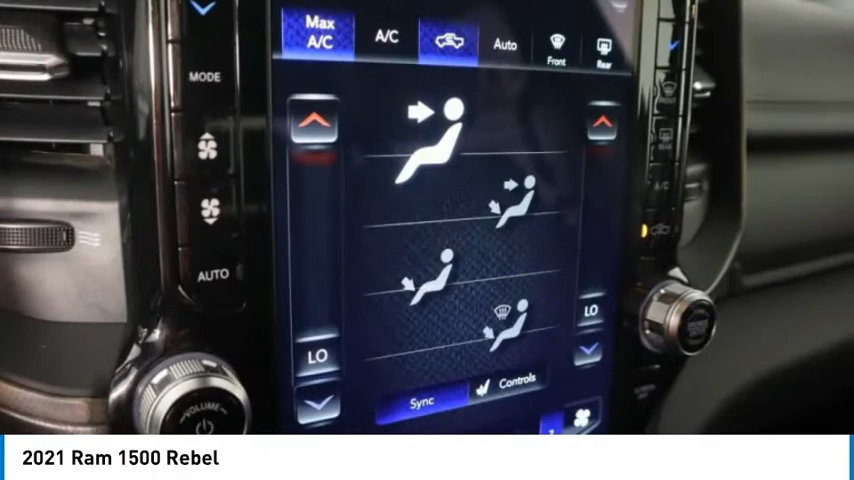 Max
A/C
A/C
Auto
Front
Rear
MODE
AUTO
LO
LO
A/C
Sync
Controls
VOLUME
2021 Ram 1500 Rebel